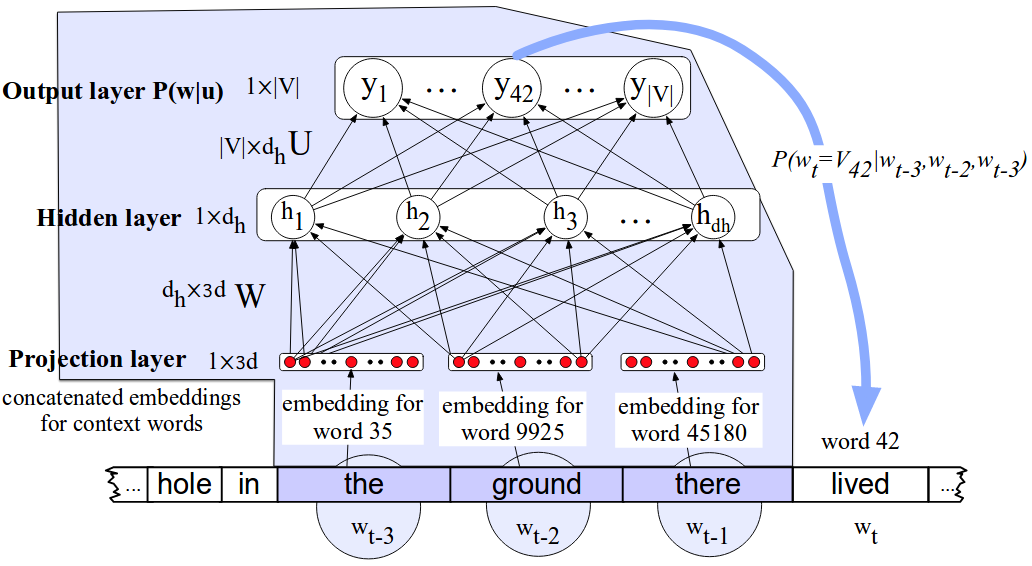 Output layer P(w|u) 1×|V|
y1 ... y42 ... y|V|
|V|×dh U
P(wt=V42|wt-3,wt-2,wt-3)
Hidden layer 1×dh
h1 h2 h3 ... hdh
dh×3d W
Projection layer 1×3d
concatenated embeddings
for context words
embedding for
word 35
embedding for
word 9925
embedding for
word 45180
word 42
... hole in the ground there lived ...
wt-3 wt-2 wt-1 wt